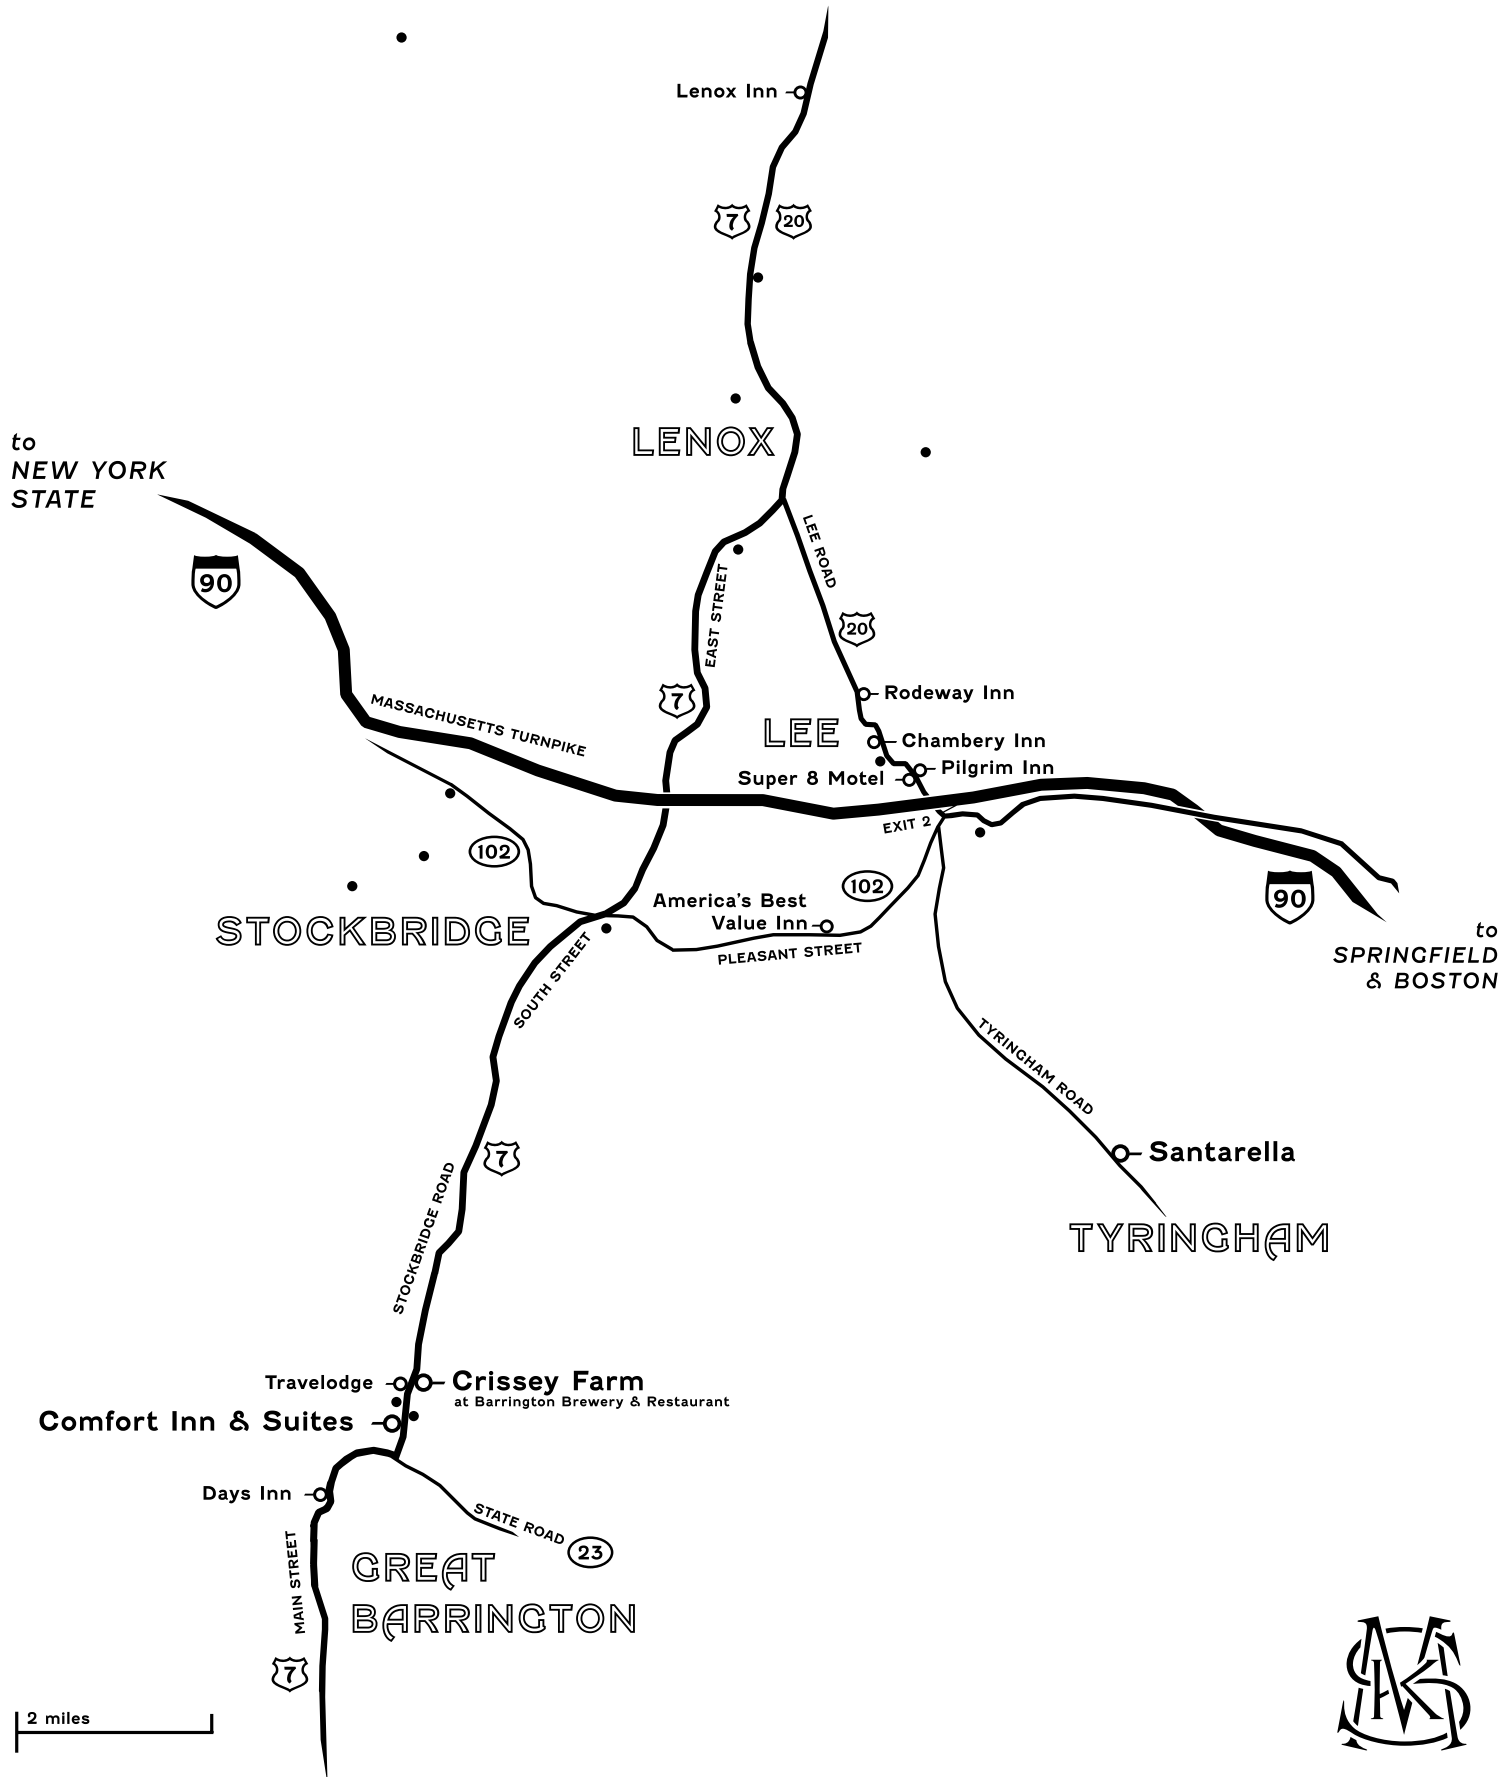 Lenox Inn
7
20
LENOX
to
NEW YORK
STATE
90
LEE ROAD
EAST STREET
20
7
MASSACHUSETTS TURNPIKE
Rodeway Inn
LEE
Chambery Inn
Pilgrim Inn
Super 8 Motel
EXIT 2
102
102
America's Best
Value Inn
90
STOCKBRIDGE
PLEASANT STREET
SOUTH STREET
to
SPRINGFIELD
& BOSTON
TYRINGHAM ROAD
7
Santarella
STOCKBRIDGE ROAD
TYRINGHAM
Travelodge
Crissey Farm
at Barrington Brewery & Restaurant
Comfort Inn & Suites
Days Inn
STATE ROAD
23
MAIN STREET
GREAT
BARRINGTON
7
2 miles